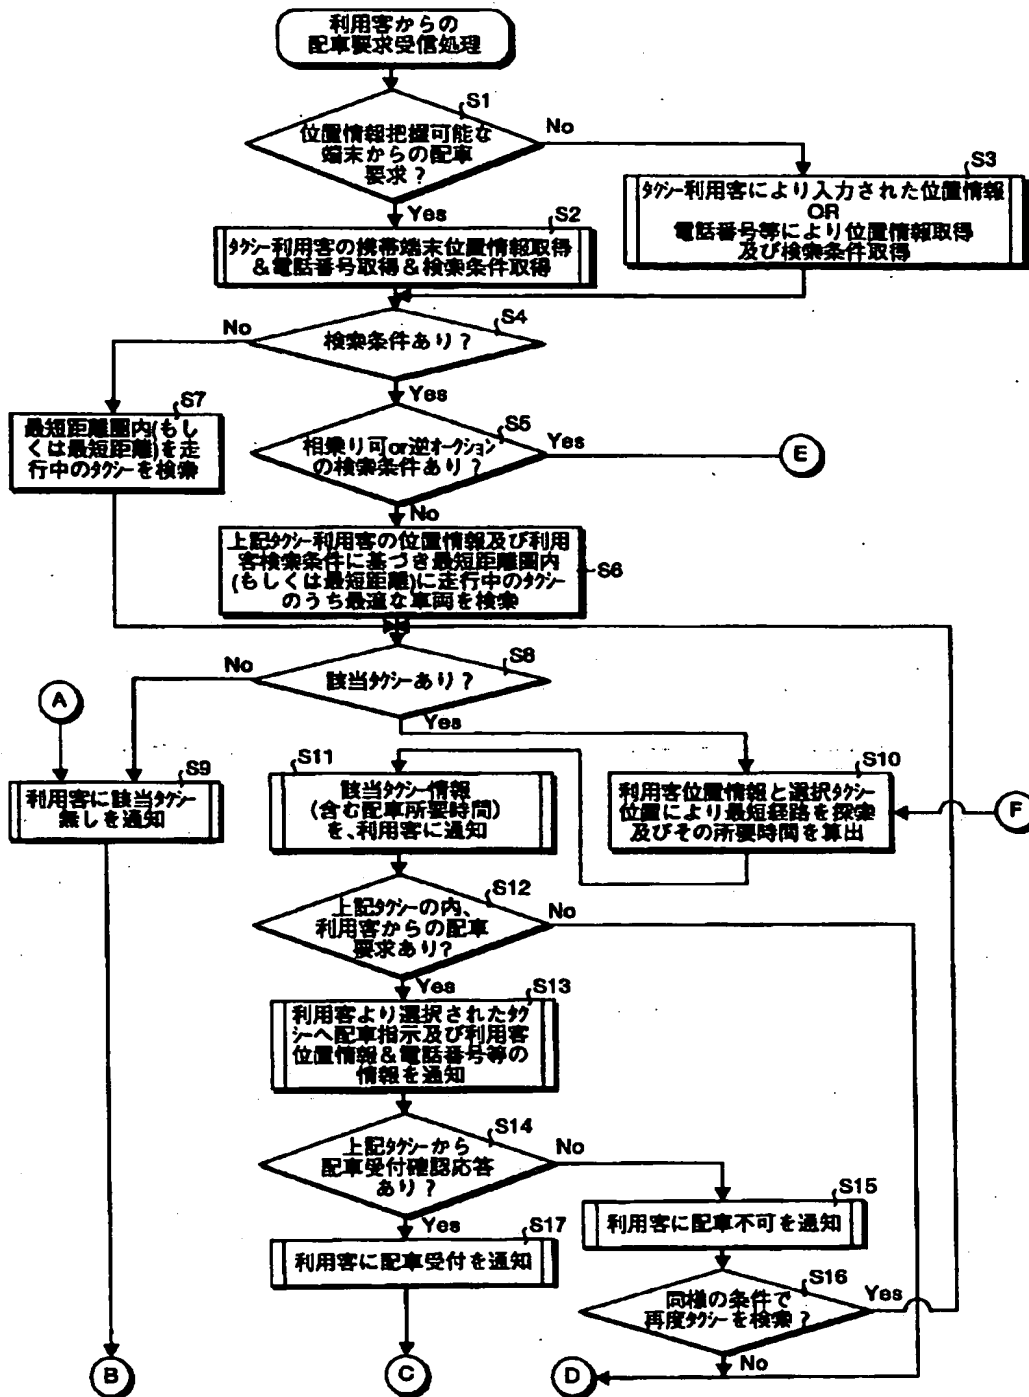 利用客からの
配車要求受信処理
S1
位置情報把握可能な
端末からの配車
要求?
No
Yes
S3
タクシー利用客により入力された位置情報
OR
電話番号等により位置情報取得
及び検索条件取得
S2
タクシー利用客の携帯端末位置情報取得
&電話番号取得&検索条件取得
S4
検索条件あり?
No
Yes
S7
最短距離圏内(もし
くは最短距離)を走
行中のタクシーを検索
S5
相乗り可or逆オークション
の検索条件あり?
Yes
E
No
上記タクシー利用客の位置情報及び利用
客検索条件に基づき最短距離圏内
(もしくは最短距離)に走行中のタクシー
のうち最適な車両を検索
S6
S8
該当タクシーあり?
No
Yes
A
S9
利用客に該当タクシー
無しを通知
S11
該当タクシー情報
(含む配車所要時間)
を、利用客に通知
S10
利用客位置情報と選択タクシー
位置により最短経路を探索
及びその所要時間を算出
F
S12
上記タクシーの内、
利用客からの配車
要求あり?
No
Yes
S13
利用客より選択されたタク
シーへ配車指示及び利用客
位置情報&電話番号等の
情報を通知
S14
上記タクシーから
配車受付確認応答
あり?
No
Yes
S15
利用客に配車不可を通知
S17
利用客に配車受付を通知
S16
同様の条件で
再度タクシーを検索?
Yes
No
B
C
D